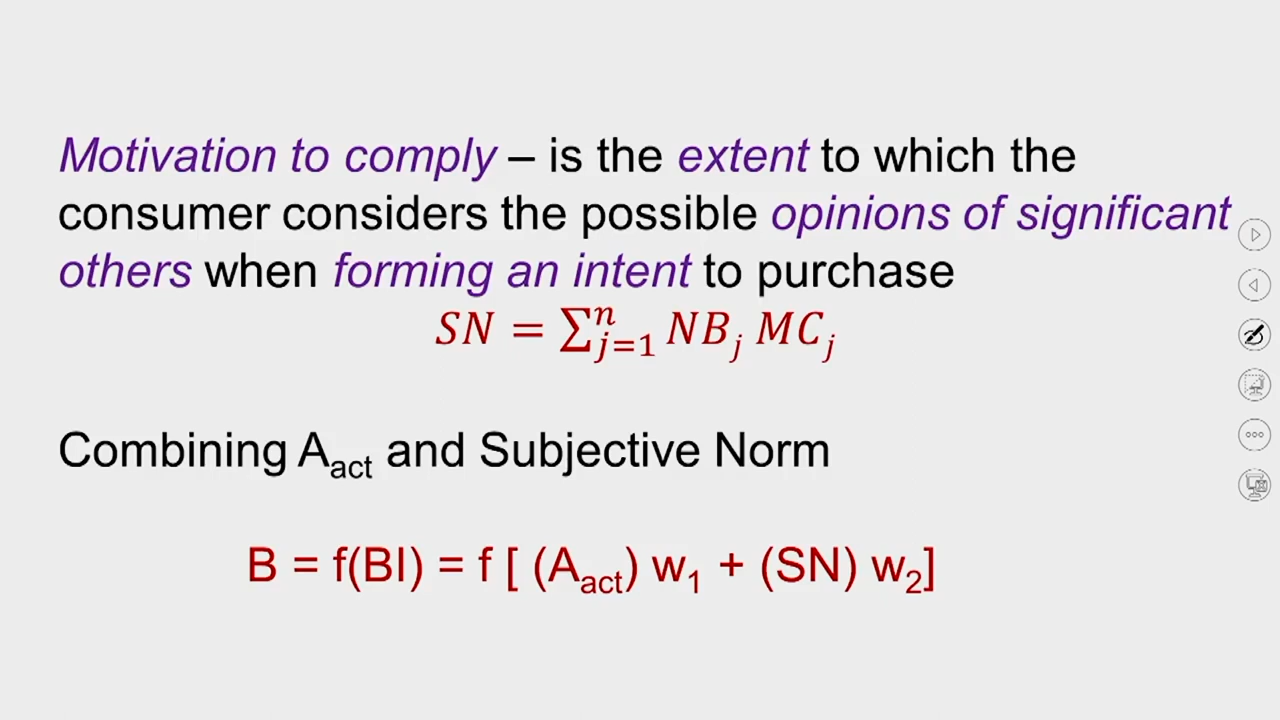 Motivation to comply – is the extent to which the
consumer considers the possible opinions of significant
others when forming an intent to purchase
SN = ∑ⁿⱼ₌₁ NBⱼ MCⱼ
Combining Aact and Subjective Norm
B = f(BI) = f [ (Aact) w₁ + (SN) w₂]